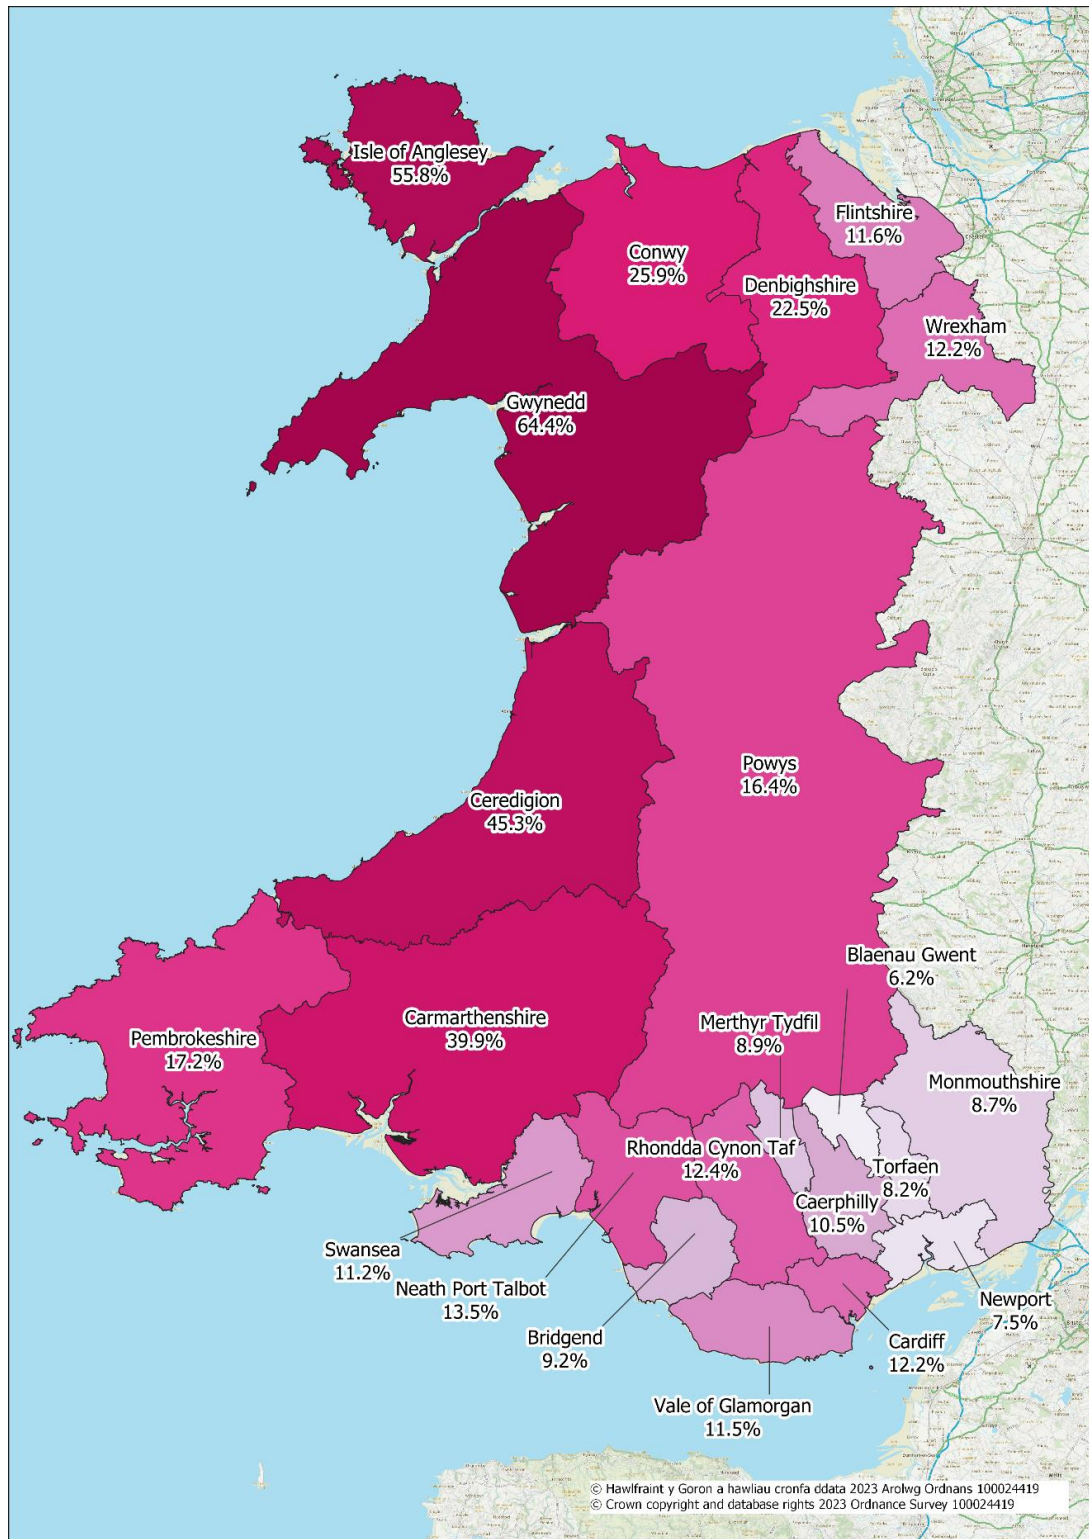 Isle of Anglesey
55.8%
Flintshire
11.6%
Conwy
25.9%
Denbighshire
22.5%
Wrexham
12.2%
Gwynedd
64.4%
Powys
16.4%
Ceredigion
45.3%
Blaenau Gwent
6.2%
Carmarthenshire
39.9%
Merthyr Tydfil
8.9%
Pembrokeshire
17.2%
Monmouthshire
8.7%
Rhondda Cynon Taf
12.4%
Torfaen
8.2%
Caerphilly
10.5%
Swansea
11.2%
Neath Port Talbot
13.5%
Newport
7.5%
Bridgend
9.2%
Cardiff
12.2%
Vale of Glamorgan
11.5%
© Hawlfraint y Goron a hawliau cronfa ddata 2023 Arolwg Ordnans 100024419
© Crown copyright and database rights 2023 Ordnance Survey 100024419